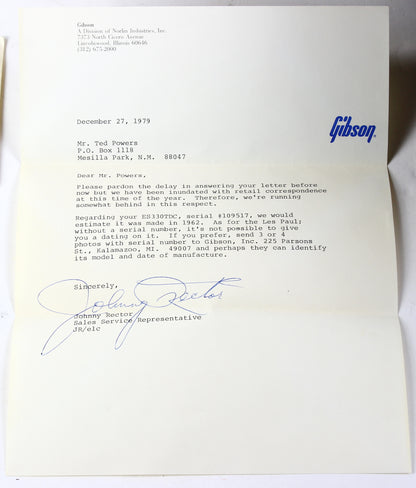 Gibson
A Division of Norlin Industries, Inc.
7373 North Cicero Avenue
Lincolnwood, Illinois 60646
(312) 675-2000
December 27, 1979
Gibson
Mr. Ted Powers
P.O. Box 1118
Mesilla Park, N.M. 88047
Dear Mr. Powers,
Please pardon the delay in answering your letter before
now but we have been inundated with retail correspondence
at this time of the year. Therefore, we're running
somewhat behind in this respect.
Regarding your ES330TDC, serial #109517, we would
estimate it was made in 1962. As for the Les Paul;
without a serial number, it's not possible to give
you a dating on it. If you prefer, send 3 or 4
photos with serial number to Gibson, Inc. 225 Parsons
St., Kalamazoo, MI. 49007 and perhaps they can identify
its model and date of manufacture.
Sincerely,
Johnny Rector
Johnny Rector
Sales Service Representative
JR/elc